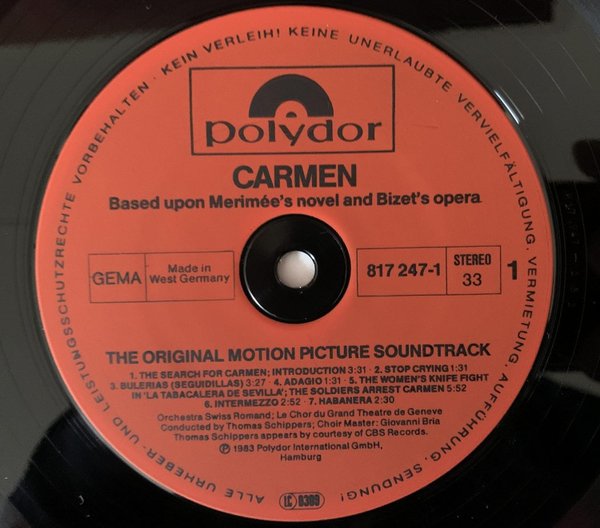 ALLE URHEBER- UND LEISTUNGSSCHUTZRECHTE VORBEHALTEN · KEIN VERLEIH! KEINE UNERLAUBTE VERVIELFÄLTIGUNG, VERMIETUNG, AUFFÜHRUNG, SENDUNG!
polydor
CARMEN
Based upon Merimée's novel and Bizet's opera
GEMA
Made in
West Germany
817 247-1
STEREO
33
1
THE ORIGINAL MOTION PICTURE SOUNDTRACK
1. THE SEARCH FOR CARMEN; INTRODUCTION 3:31 · 2. STOP CRYING 1:31
3. BULERIAS (SEGUIDILLAS) 3:27 · 4. ADAGIO 1:31 · 5. THE WOMEN'S KNIFE FIGHT
IN 'LA TABACALERA DE SEVILLA'; THE SOLDIERS ARREST CARMEN 5:52
6. INTERMEZZO 2:52 · 7. HABANERA 2:30
Orchestra Swiss Romand; Le Chor du Grand Theatre de Geneve
Conducted by Thomas Schippers; Choir Master: Giovanni Bria
Thomas Schippers appears by courtesy of CBS Records.
Ⓟ 1983 Polydor International GmbH,
Hamburg
LC 0309